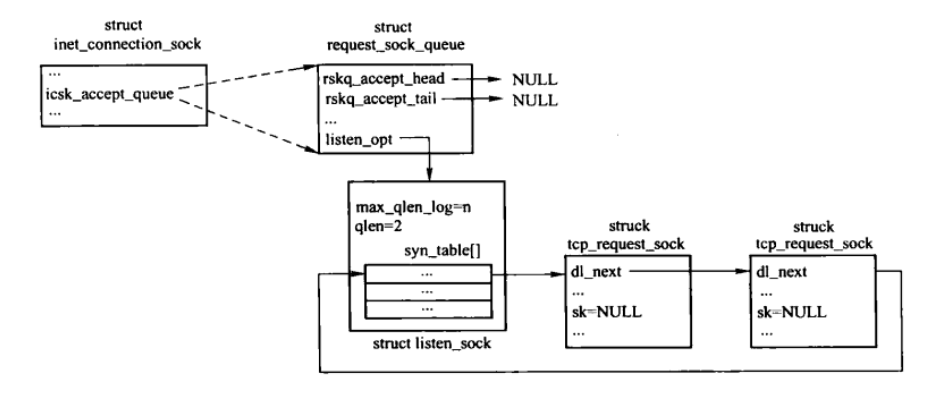 struct
inet_connection_sock
...
icsk_accept_queue
...
struct
request_sock_queue
rskq_accept_head
NULL
rskq_accept_tail
NULL
...
listen_opt
max_qlen_log=n
qlen=2
syn_table[]
...
...
...
struct listen_sock
struck
tcp_request_sock
dl_next
...
sk=NULL
...
struck
tcp_request_sock
dl_next
...
sk=NULL
...